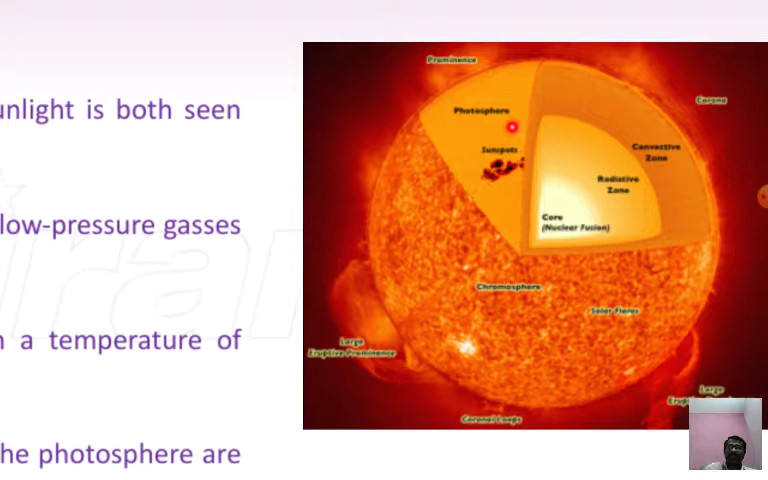 unlight is both seen
low-pressure gasses
a temperature of
he photosphere are
Prominence
Corona
Photosphere
Sunspots
Convective
Zone
Radiative
Zone
Core
(Nuclear Fusion)
Chromosphere
Solar Flares
Large
Eruptive Prominence
Large
Coronal Loops